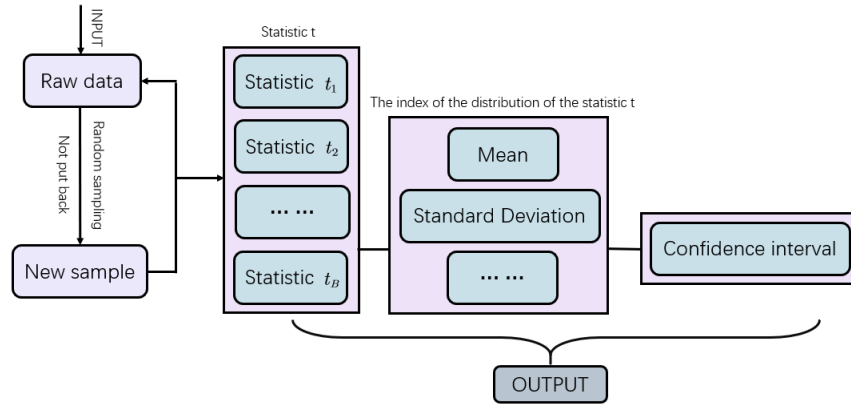 INPUT
Raw data
Random sampling
Not put back
New sample
Statistic t
Statistic t₁
Statistic t₂
... ...
Statistic t_B
The index of the distribution of the statistic t
Mean
Standard Deviation
... ...
Confidence interval
OUTPUT